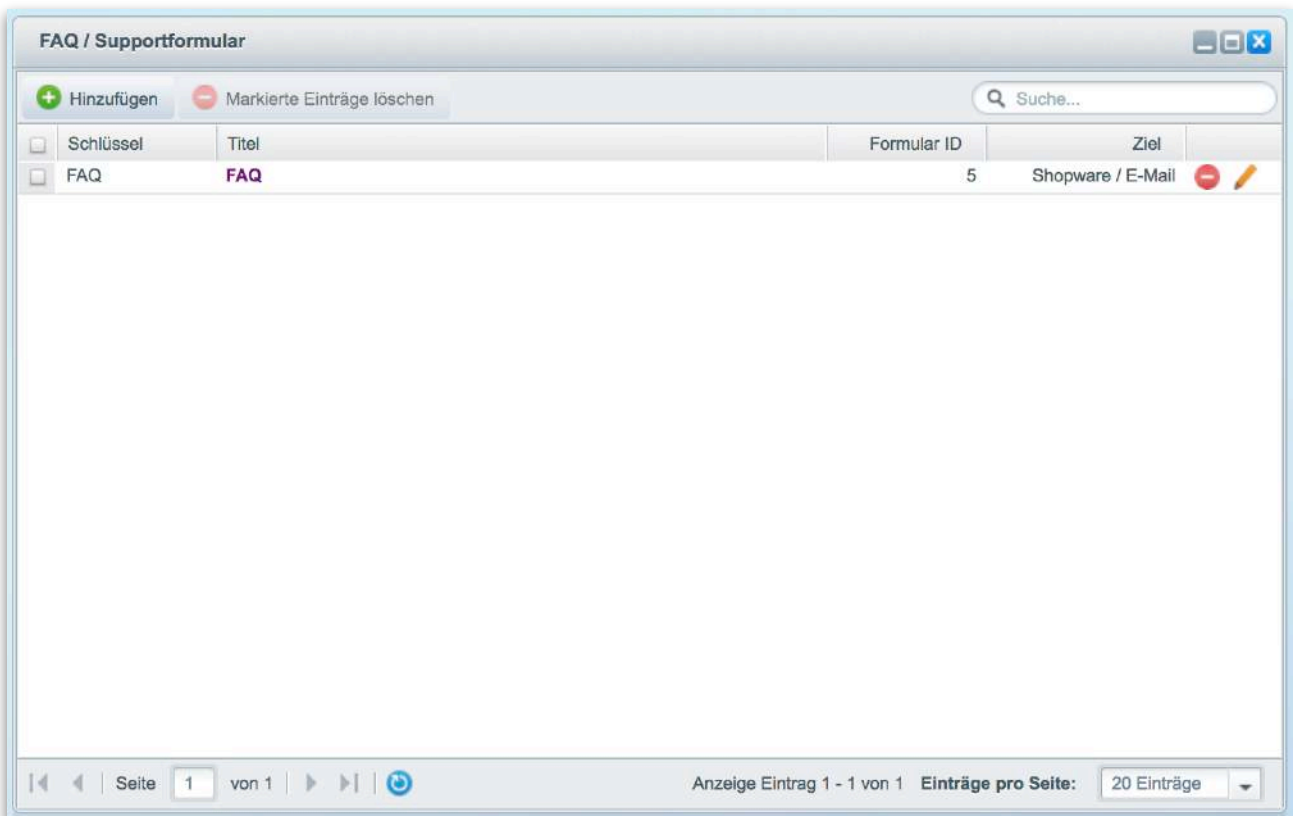 FAQ / Supportformular
Hinzufügen Markierte Einträge löschen Suche...
Schlüssel Titel Formular ID Ziel
FAQ FAQ 5 Shopware / E-Mail
Seite 1 von 1 Anzeige Eintrag 1 - 1 von 1 Einträge pro Seite: 20 Einträge